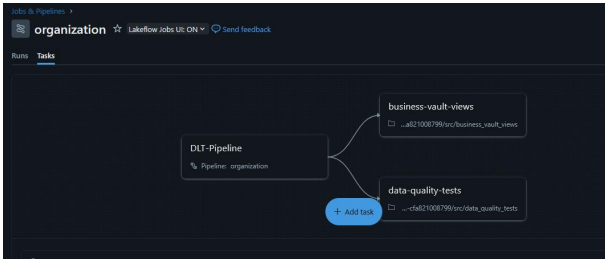 Jobs & Pipelines >
organization ☆ Lakeflow Jobs UI: ON Send feedback
Runs Tasks
business-vault-views
...a821008799/src/business_vault_views
DLT-Pipeline
Pipeline: organization
data-quality-tests
...-cfa821008799/src/data_quality_tests
+ Add task